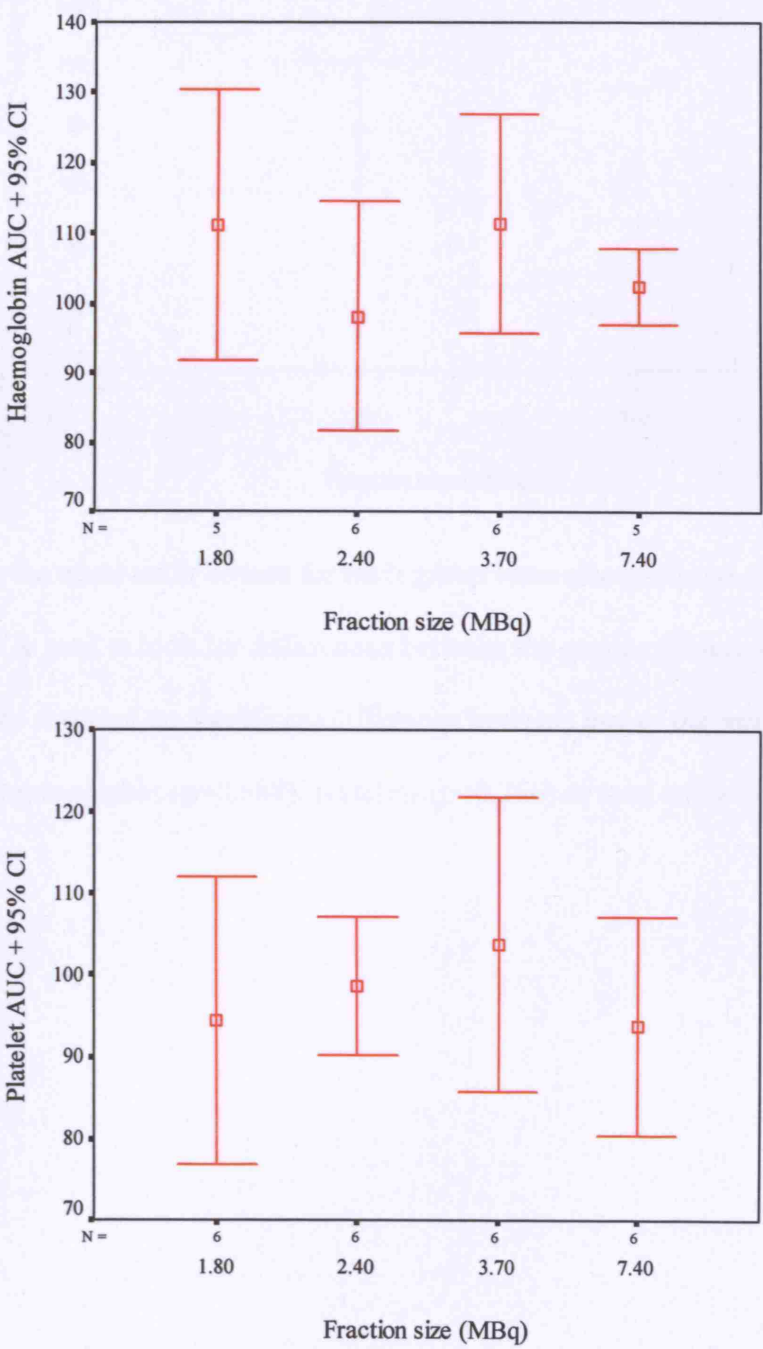 Haemoglobin AUC + 95% CI
140
130
120
110
100
90
80
70
N =
5 6 6 5
1.80 2.40 3.70 7.40
Fraction size (MBq)
Platelet AUC + 95% CI
130
120
110
100
90
80
70
N =
6 6 6 6
1.80 2.40 3.70 7.40
Fraction size (MBq)